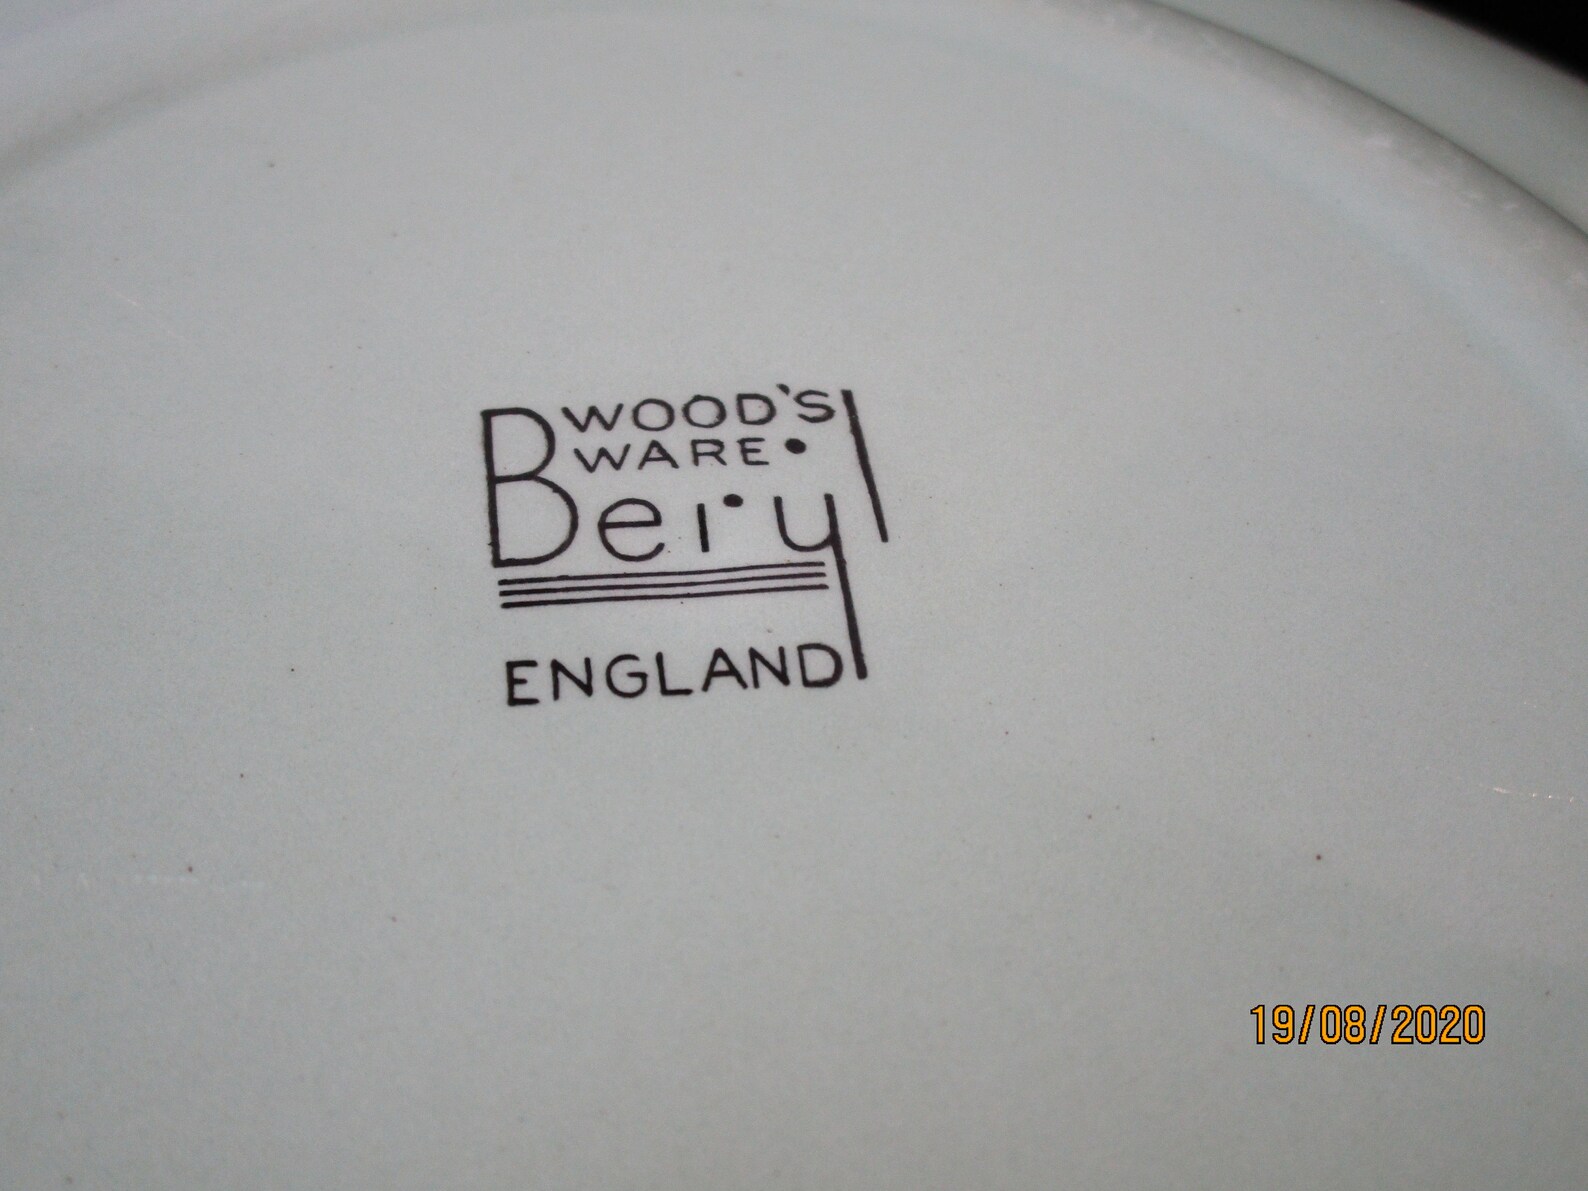 WOOD'S
WARE.
Beryl
ENGLAND
19/08/2020